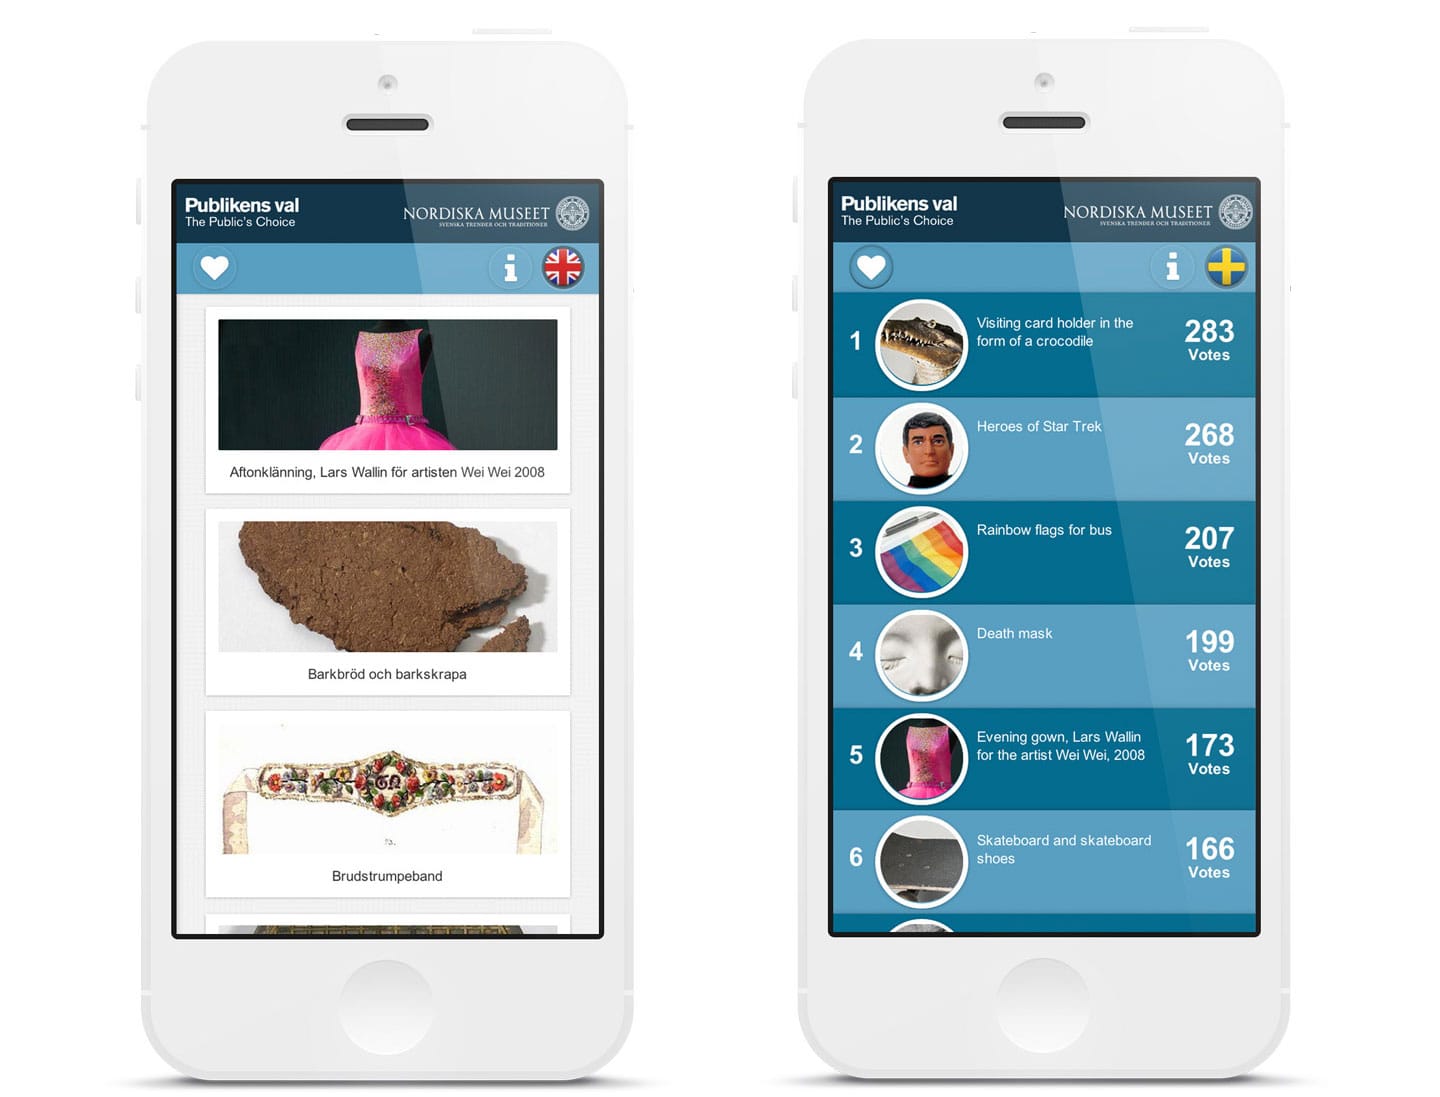 Publikens val
The Public's Choice
NORDISKA MUSEET
SVENSKA TRENDER OCH TRADITIONER
Aftonklänning, Lars Wallin för artisten Wei Wei 2008
Barkbröd och barkskrapa
Brudstrumpeband
Publikens val
The Public's Choice
NORDISKA MUSEET
SVENSKA TRENDER OCH TRADITIONER
1
Visiting card holder in the
form of a crocodile
283
Votes
2
Heroes of Star Trek
268
Votes
3
Rainbow flags for bus
207
Votes
4
Death mask
199
Votes
5
Evening gown, Lars Wallin
for the artist Wei Wei, 2008
173
Votes
6
Skateboard and skateboard
shoes
166
Votes